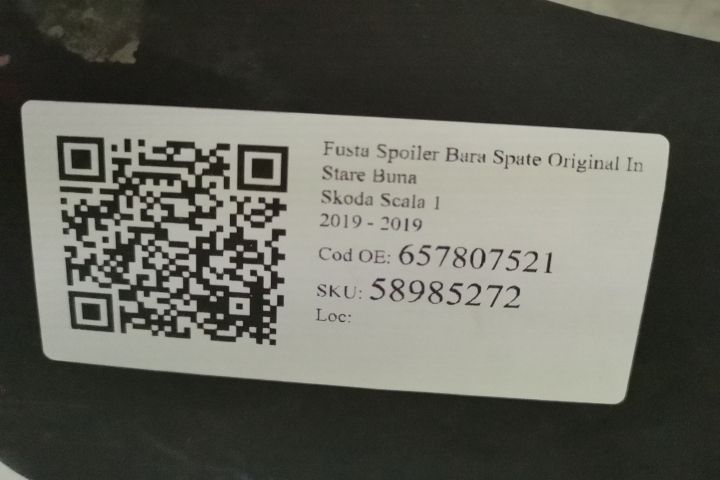 Fusta Spoiler Bara Spate Original In
Stare Buna
Skoda Scala 1
2019 - 2019
Cod OE: 657807521
SKU: 58985272
Loc: